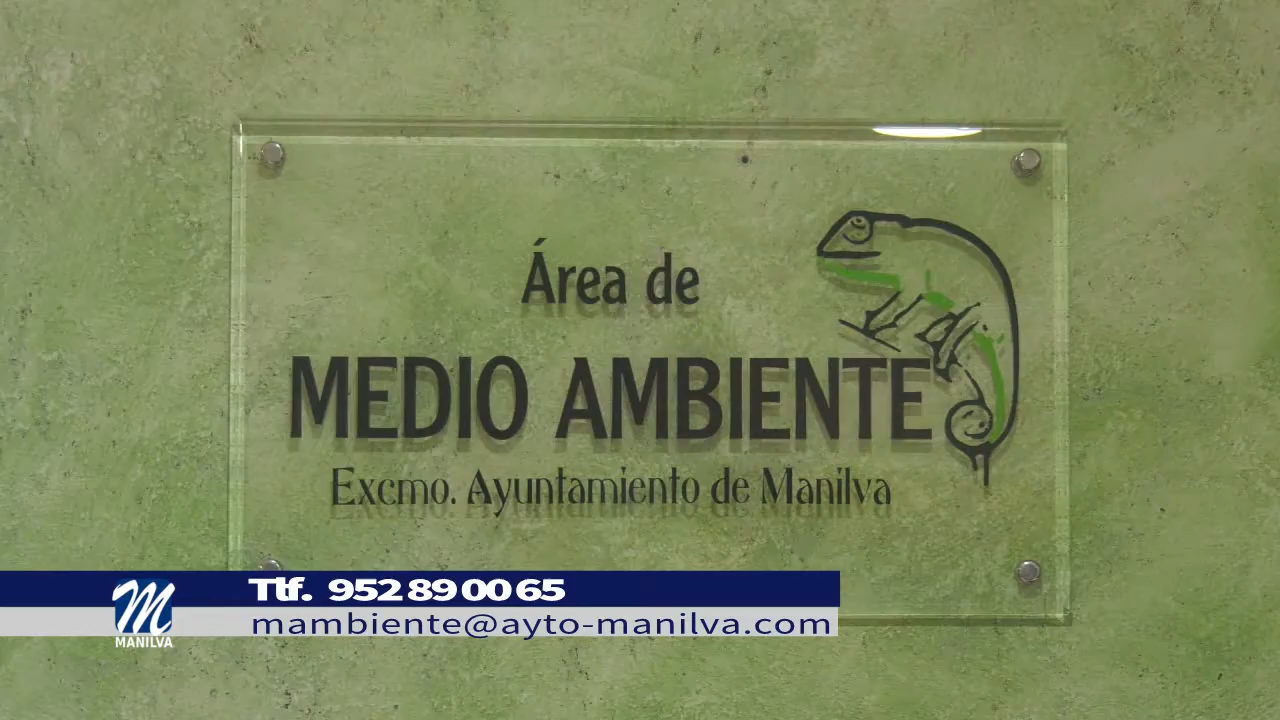 Área de
MEDIO AMBIENTE
Excmo. Ayuntamiento de Manilva
Tlf. 952 89 00 65
mambiente@ayto-manilva.com
M
MANILVA